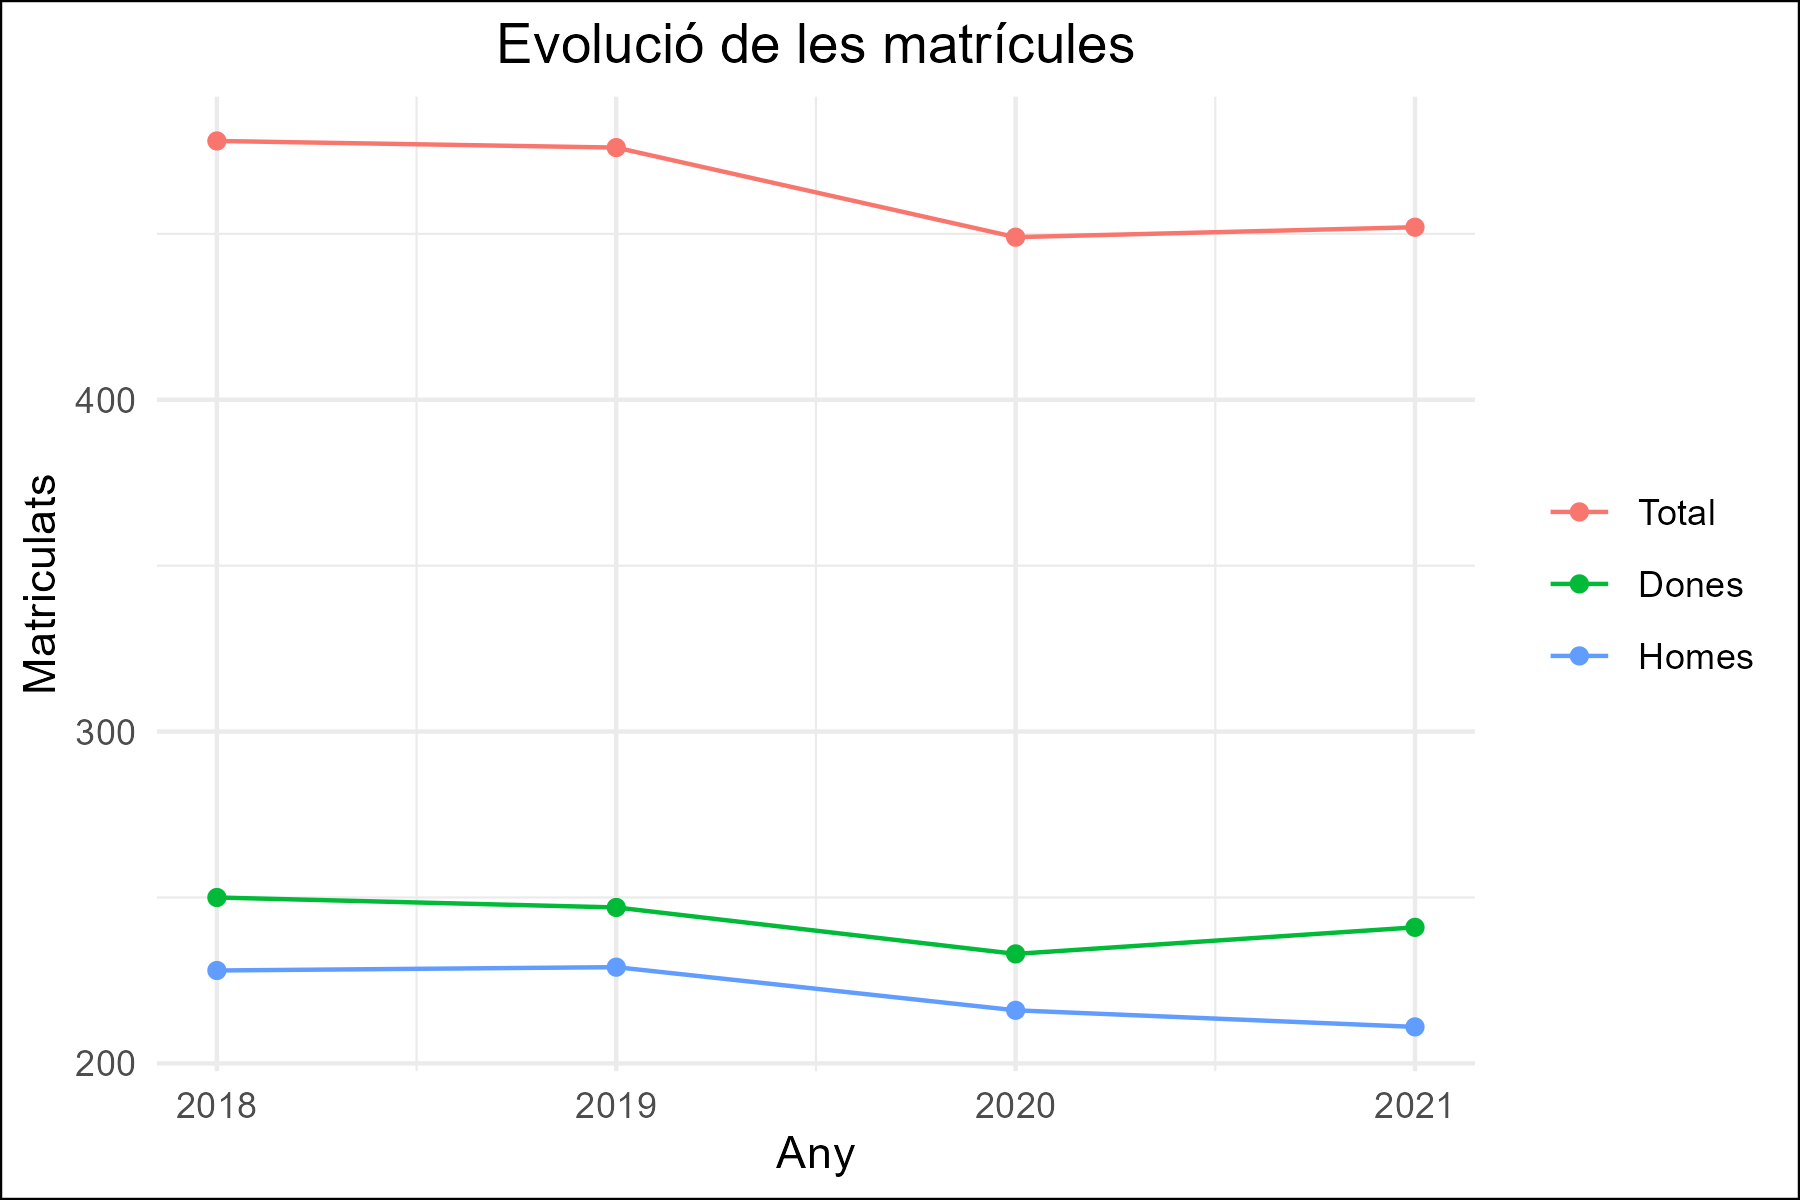 Evolució de les matrícules
Matriculats
400
300
200
2018 2019 2020 2021
Any
Total
Dones
Homes